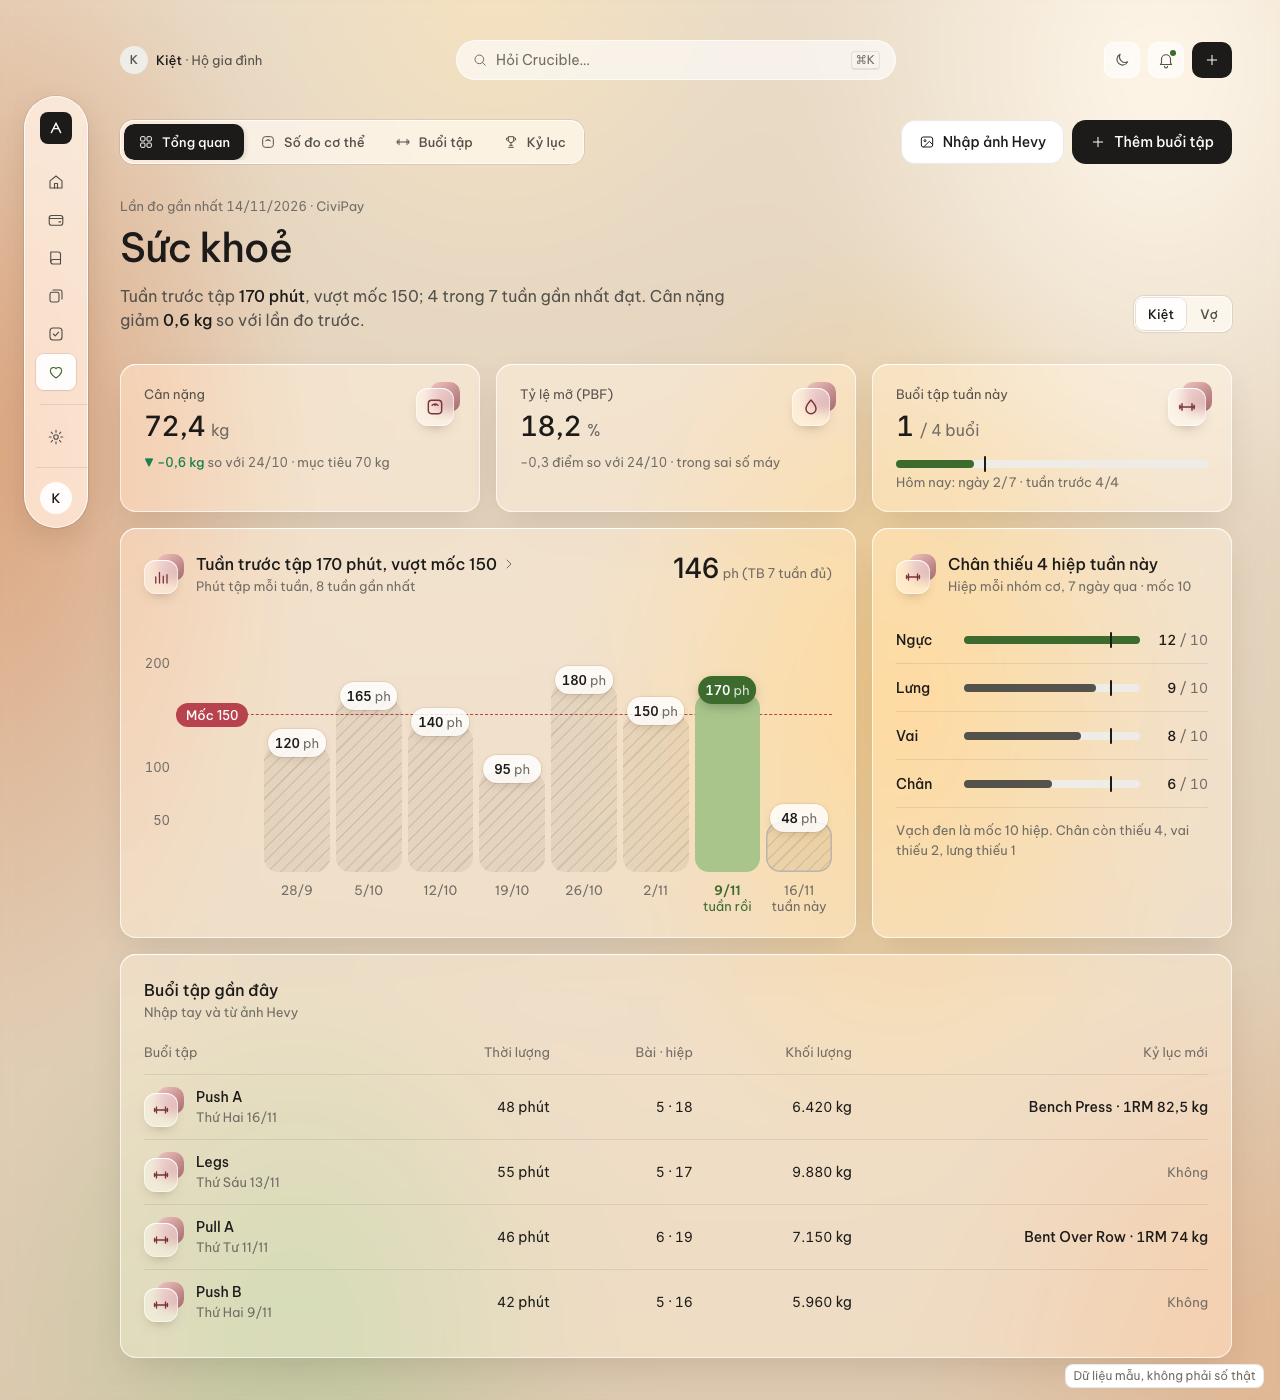 K Kiệt · Hộ gia đình
Hỏi Crucible... ⌘K
Tổng quan
Số đo cơ thể
Buổi tập
Kỷ lục
Nhập ảnh Hevy
Thêm buổi tập
Lần đo gần nhất 14/11/2026 · CiviPay
Sức khoẻ
Tuần trước tập 170 phút, vượt mốc 150; 4 trong 7 tuần gần nhất đạt. Cân nặng
giảm 0,6 kg so với lần đo trước.
Kiệt
Vợ
K
Cân nặng
72,4 kg
▼ −0,6 kg so với 24/10 · mục tiêu 70 kg
Tỷ lệ mỡ (PBF)
18,2 %
−0,3 điểm so với 24/10 · trong sai số máy
Buổi tập tuần này
1 / 4 buổi
Hôm nay: ngày 2/7 · tuần trước 4/4
Tuần trước tập 170 phút, vượt mốc 150
Phút tập mỗi tuần, 8 tuần gần nhất
146 ph (TB 7 tuần đủ)
200
100
50
Mốc 150
120 ph
165 ph
140 ph
95 ph
180 ph
150 ph
170 ph
48 ph
28/9
5/10
12/10
19/10
26/10
2/11
9/11
tuần rồi
16/11
tuần này
Chân thiếu 4 hiệp tuần này
Hiệp mỗi nhóm cơ, 7 ngày qua · mốc 10
Ngực 12 / 10
Lưng 9 / 10
Vai 8 / 10
Chân 6 / 10
Vạch đen là mốc 10 hiệp. Chân còn thiếu 4, vai
thiếu 2, lưng thiếu 1
Buổi tập gần đây
Nhập tay và từ ảnh Hevy
Buổi tập Thời lượng Bài · hiệp Khối lượng Kỷ lục mới
Push A
Thứ Hai 16/11
48 phút 5 · 18 6.420 kg Bench Press · 1RM 82,5 kg
Legs
Thứ Sáu 13/11
55 phút 5 · 17 9.880 kg Không
Pull A
Thứ Tư 11/11
46 phút 6 · 19 7.150 kg Bent Over Row · 1RM 74 kg
Push B
Thứ Hai 9/11
42 phút 5 · 16 5.960 kg Không
Dữ liệu mẫu, không phải số thật